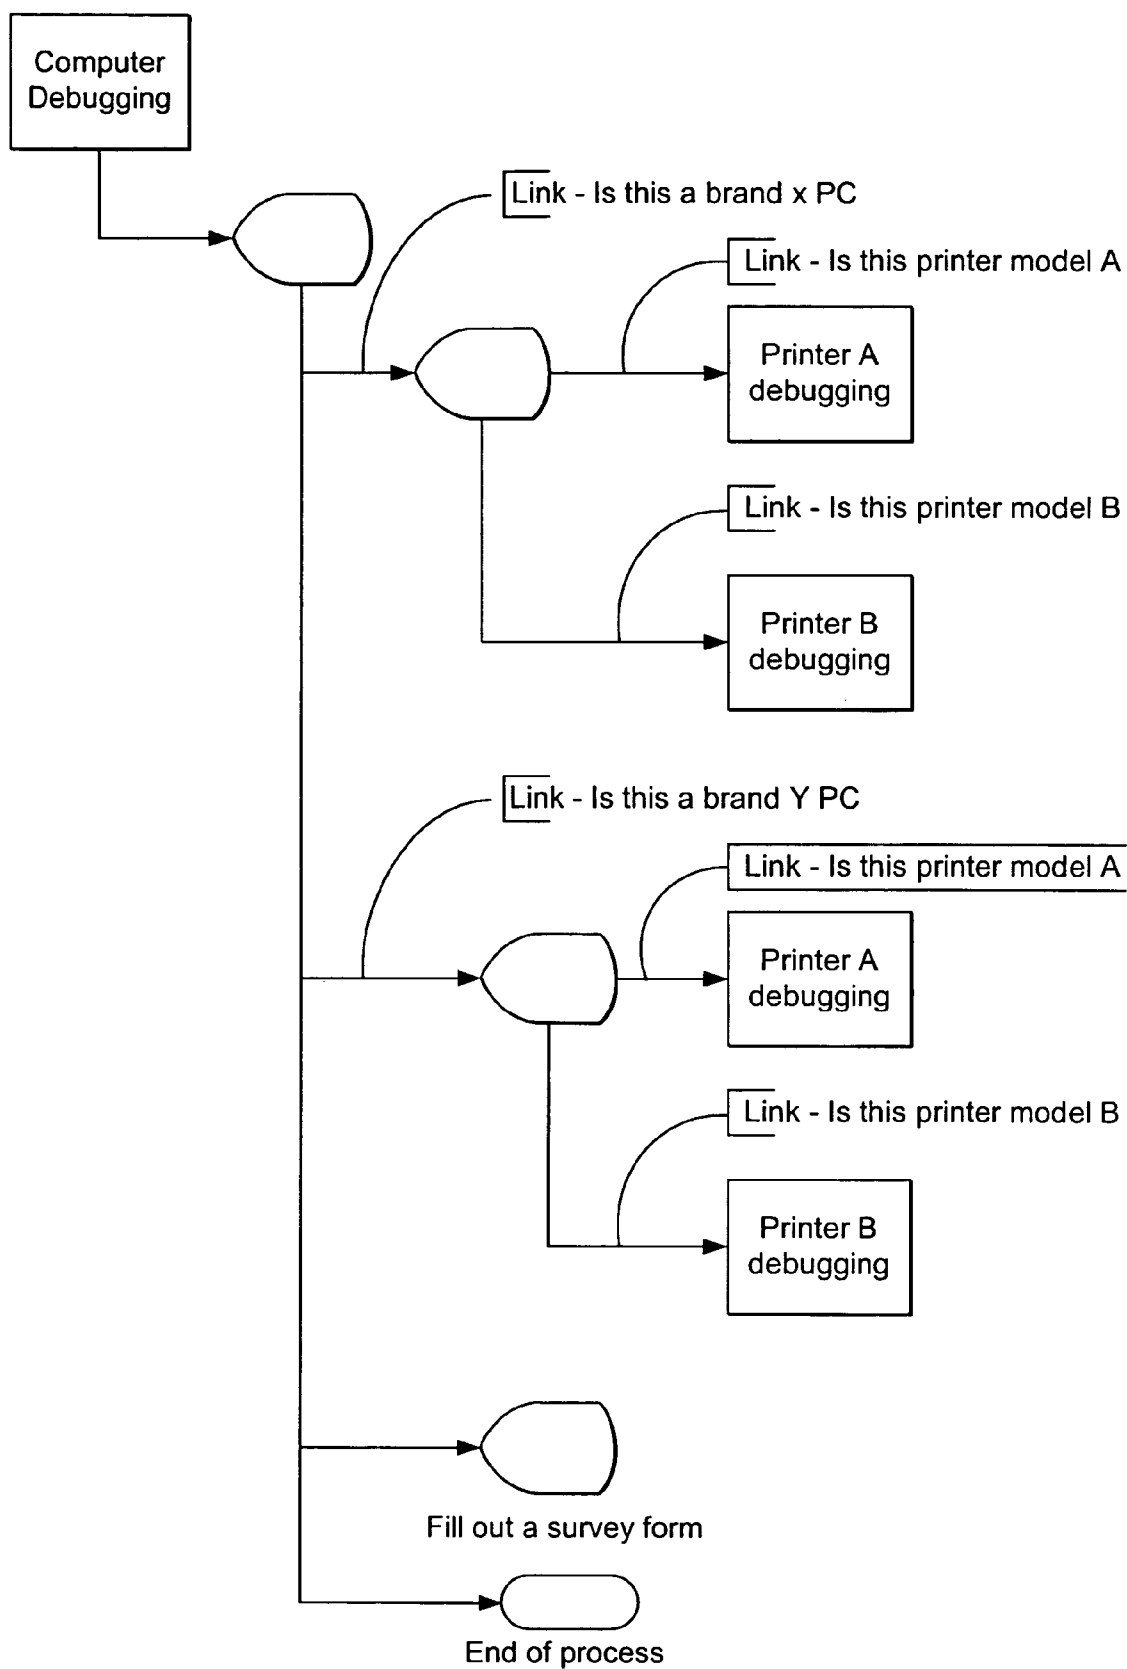 Computer
Debugging
Link - Is this a brand x PC
Link - Is this printer model A
Printer A
debugging
Link - Is this printer model B
Printer B
debugging
Link - Is this a brand Y PC
Link - Is this printer model A
Printer A
debugging
Link - Is this printer model B
Printer B
debugging
Fill out a survey form
End of process